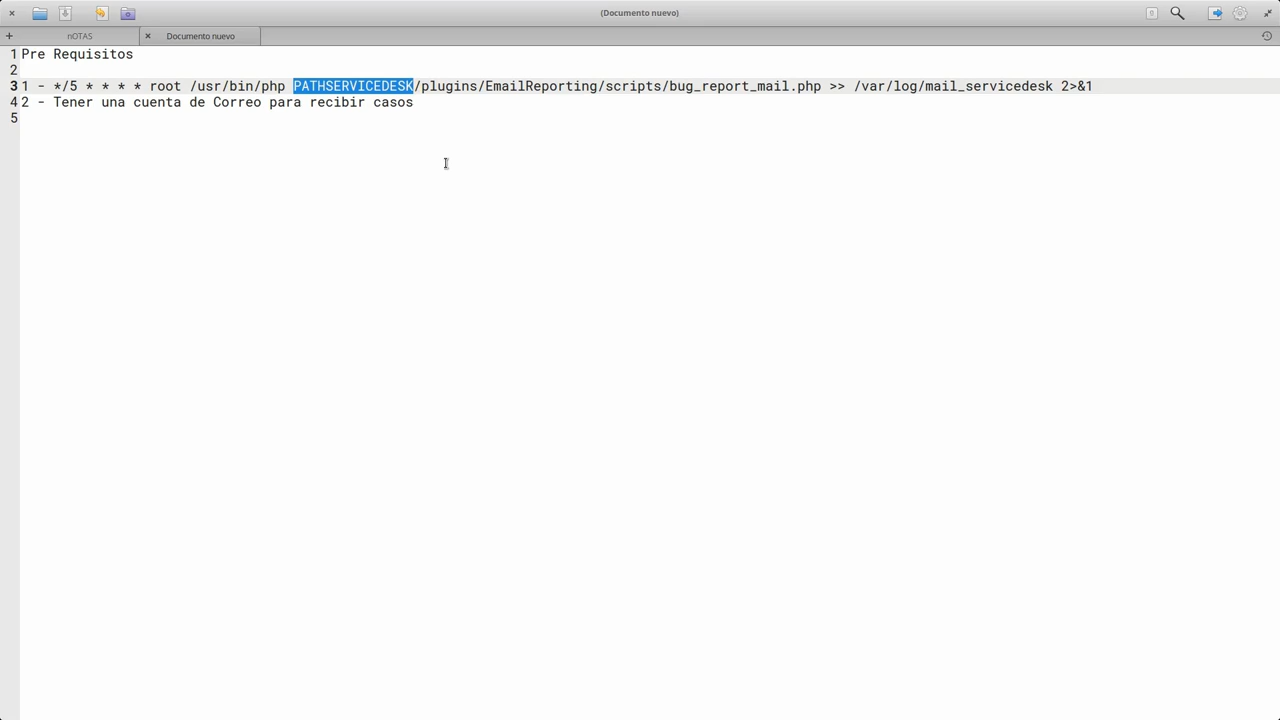 (Documento nuevo)
nOTAS
Documento nuevo
1 Pre Requisitos
2
3 1 - */5 * * * * root /usr/bin/php PATHSERVICEDESK/plugins/EmailReporting/scripts/bug_report_mail.php >> /var/log/mail_servicedesk 2>&1
4 2 - Tener una cuenta de Correo para recibir casos
5